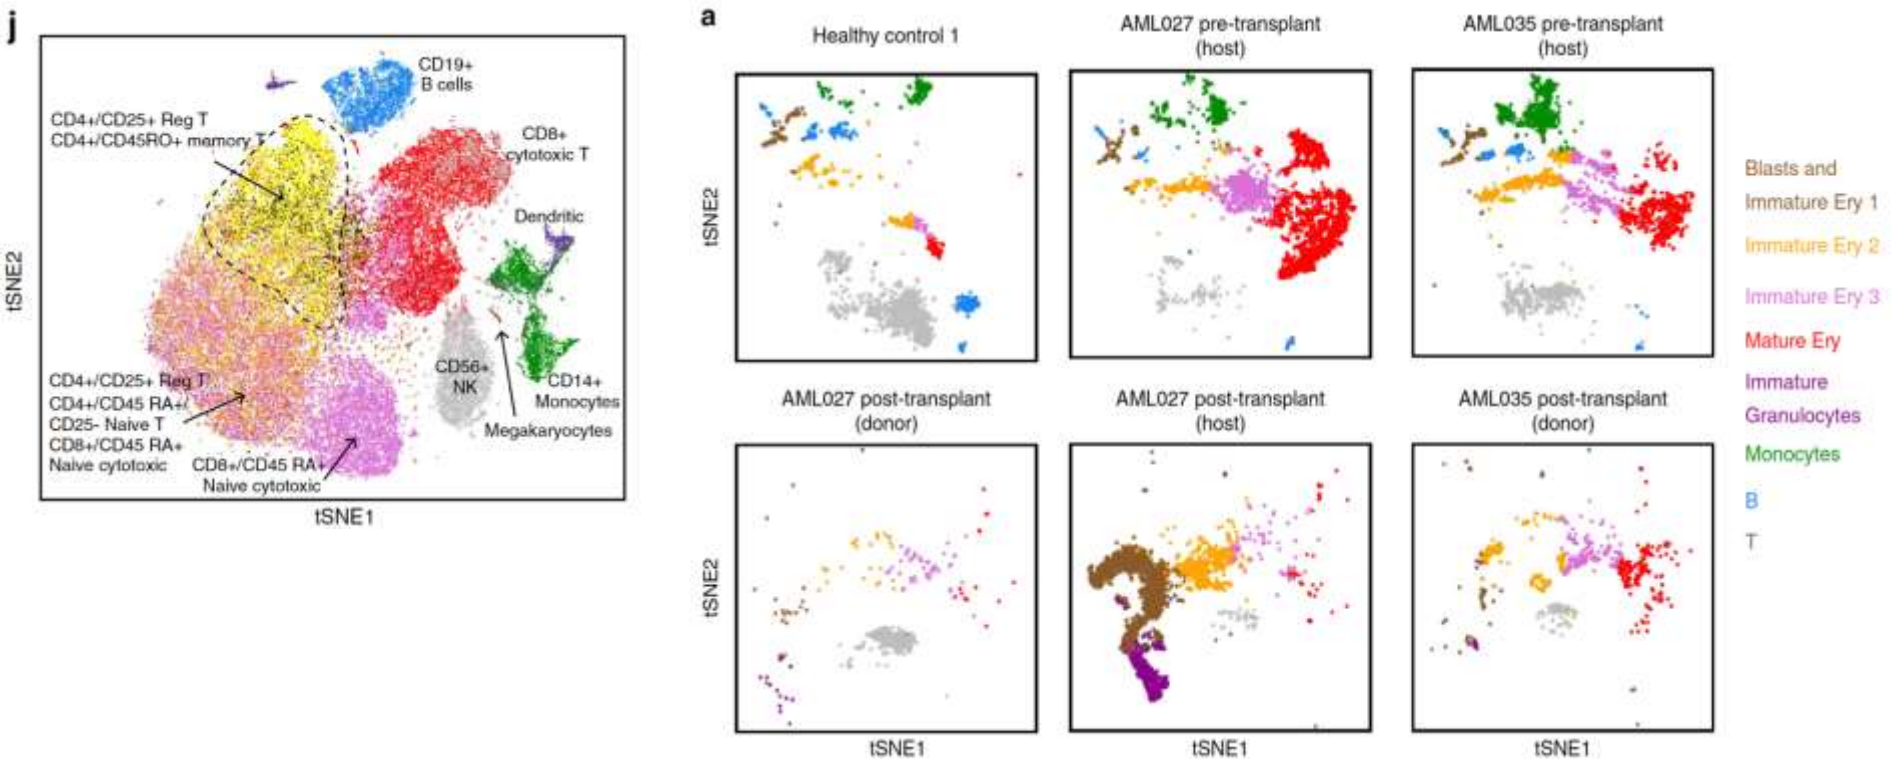 j
CD19+
B cells
CD4+/CD25+ Reg T
CD4+/CD45RO+ memory T
CD8+
cytotoxic T
Dendritic
CD56+
NK
CD14+
Monocytes
Megakaryocytes
CD4+/CD25+ Reg T
CD4+/CD45 RA+/
CD25- Naive T
CD8+/CD45 RA+
Naive cytotoxic
CD8+/CD45 RA+
Naive cytotoxic
tSNE2
tSNE1
a
Healthy control 1
AML027 pre-transplant
(host)
AML035 pre-transplant
(host)
tSNE2
AML027 post-transplant
(donor)
AML027 post-transplant
(host)
AML035 post-transplant
(donor)
tSNE2
tSNE1
tSNE1
tSNE1
Blasts and
Immature Ery 1
Immature Ery 2
Immature Ery 3
Mature Ery
Immature
Granulocytes
Monocytes
B
T